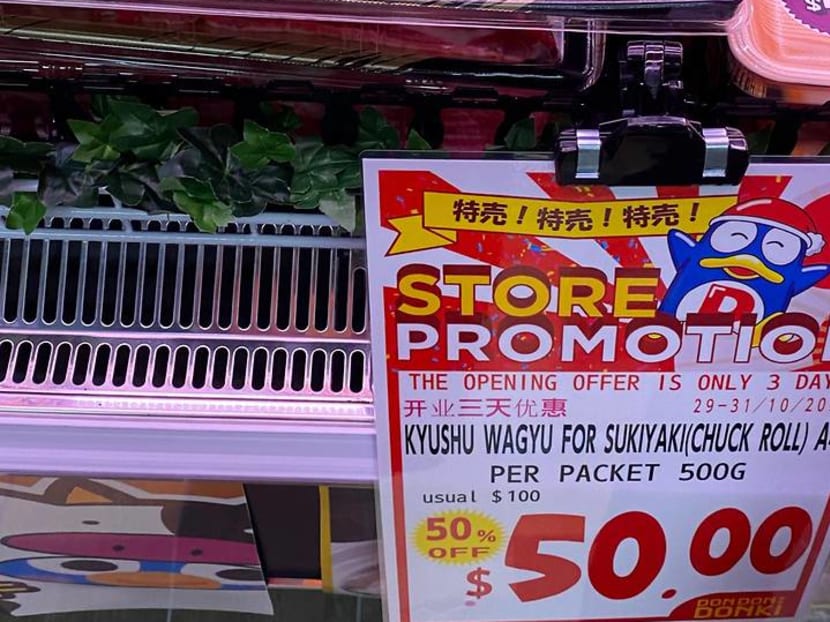 特売！特売！特売！
STORE
PROMOTIO
THE OPENING OFFER IS ONLY 3 DAY
开业三天优惠
29-31/10/20
KYUSHU WAGYU FOR SUKIYAKI(CHUCK ROLL)
PER PACKET 500G
usual $100
50% OFF
$50.00
DON DON
DONKI